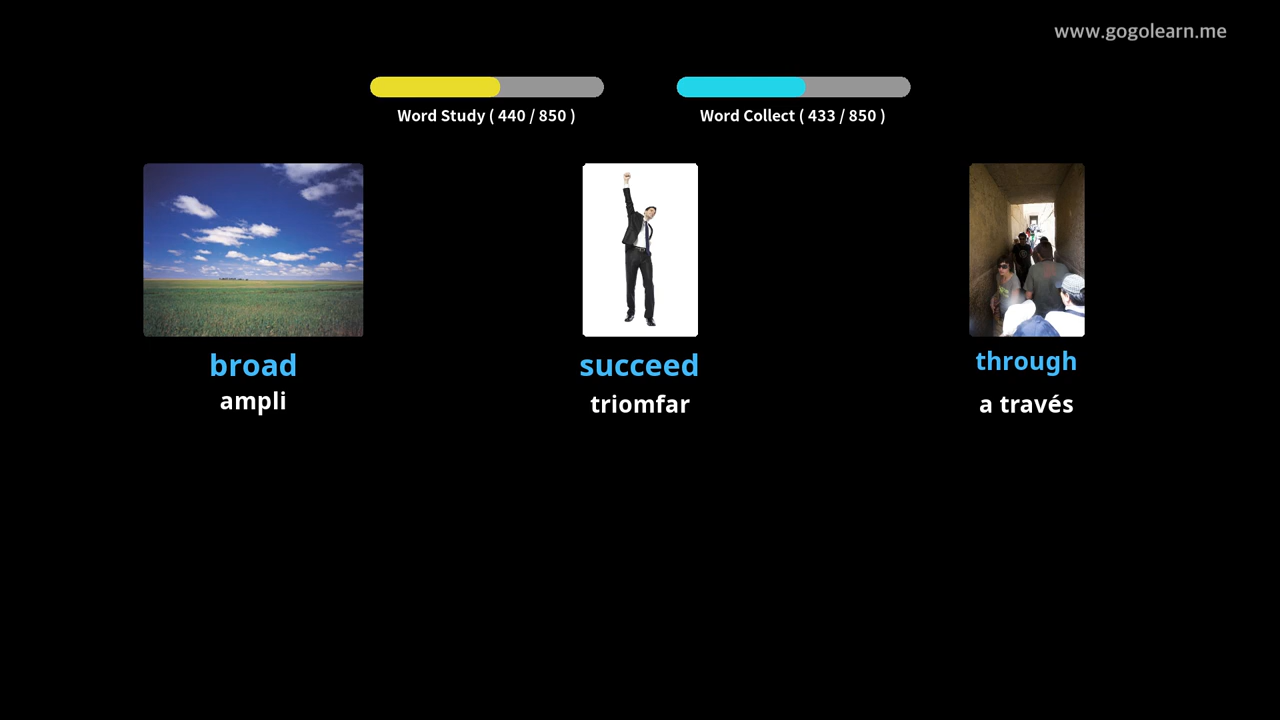 www.gogolearn.me
Word Study ( 440 / 850 )
Word Collect ( 433 / 850 )
broad
ampli
succeed
triomfar
through
a través